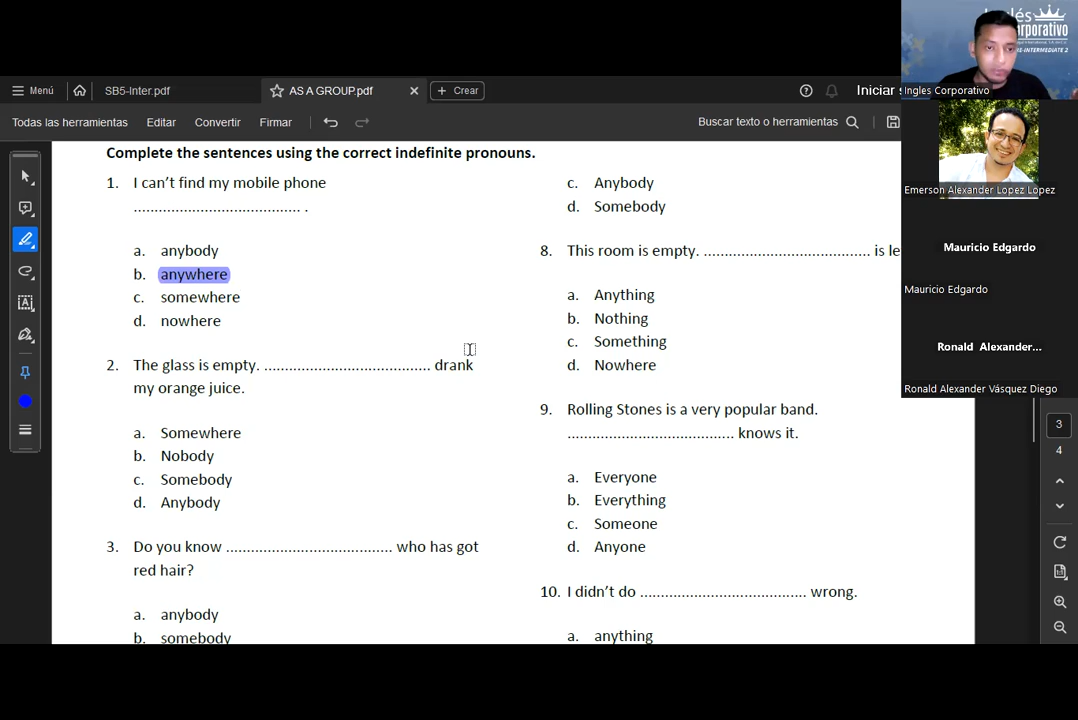 Menú
SB5-Inter.pdf
AS A GROUP.pdf
Crear
Iniciar
Todas las herramientas
Editar
Convertir
Firmar
Buscar texto o herramientas
Complete the sentences using the correct indefinite pronouns.
1. I can't find my mobile phone
....................................... .
a. anybody
b. anywhere
c. somewhere
d. nowhere
2. The glass is empty. ....................................... drank
my orange juice.
a. Somewhere
b. Nobody
c. Somebody
d. Anybody
3. Do you know ....................................... who has got
red hair?
a. anybody
b. somebody
c. Anybody
d. Somebody
8. This room is empty. ....................................... is le
a. Anything
b. Nothing
c. Something
d. Nowhere
9. Rolling Stones is a very popular band.
....................................... knows it.
a. Everyone
b. Everything
c. Someone
d. Anyone
10. I didn't do ....................................... wrong.
a. anything
3
4
Ingles Corporativo
Emerson Alexander Lopez Lopez
Mauricio Edgardo
Mauricio Edgardo
Ronald Alexander...
Ronald Alexander Vásquez Diego